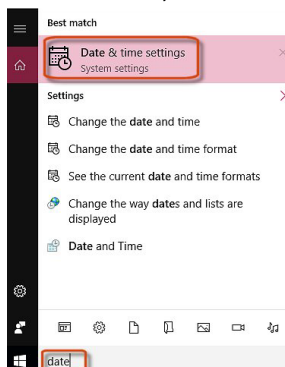 Best match
Date & time settings
System settings
Settings
Change the date and time
Change the date and time format
See the current date and time formats
Change the way dates and lists are
displayed
Date and Time
date